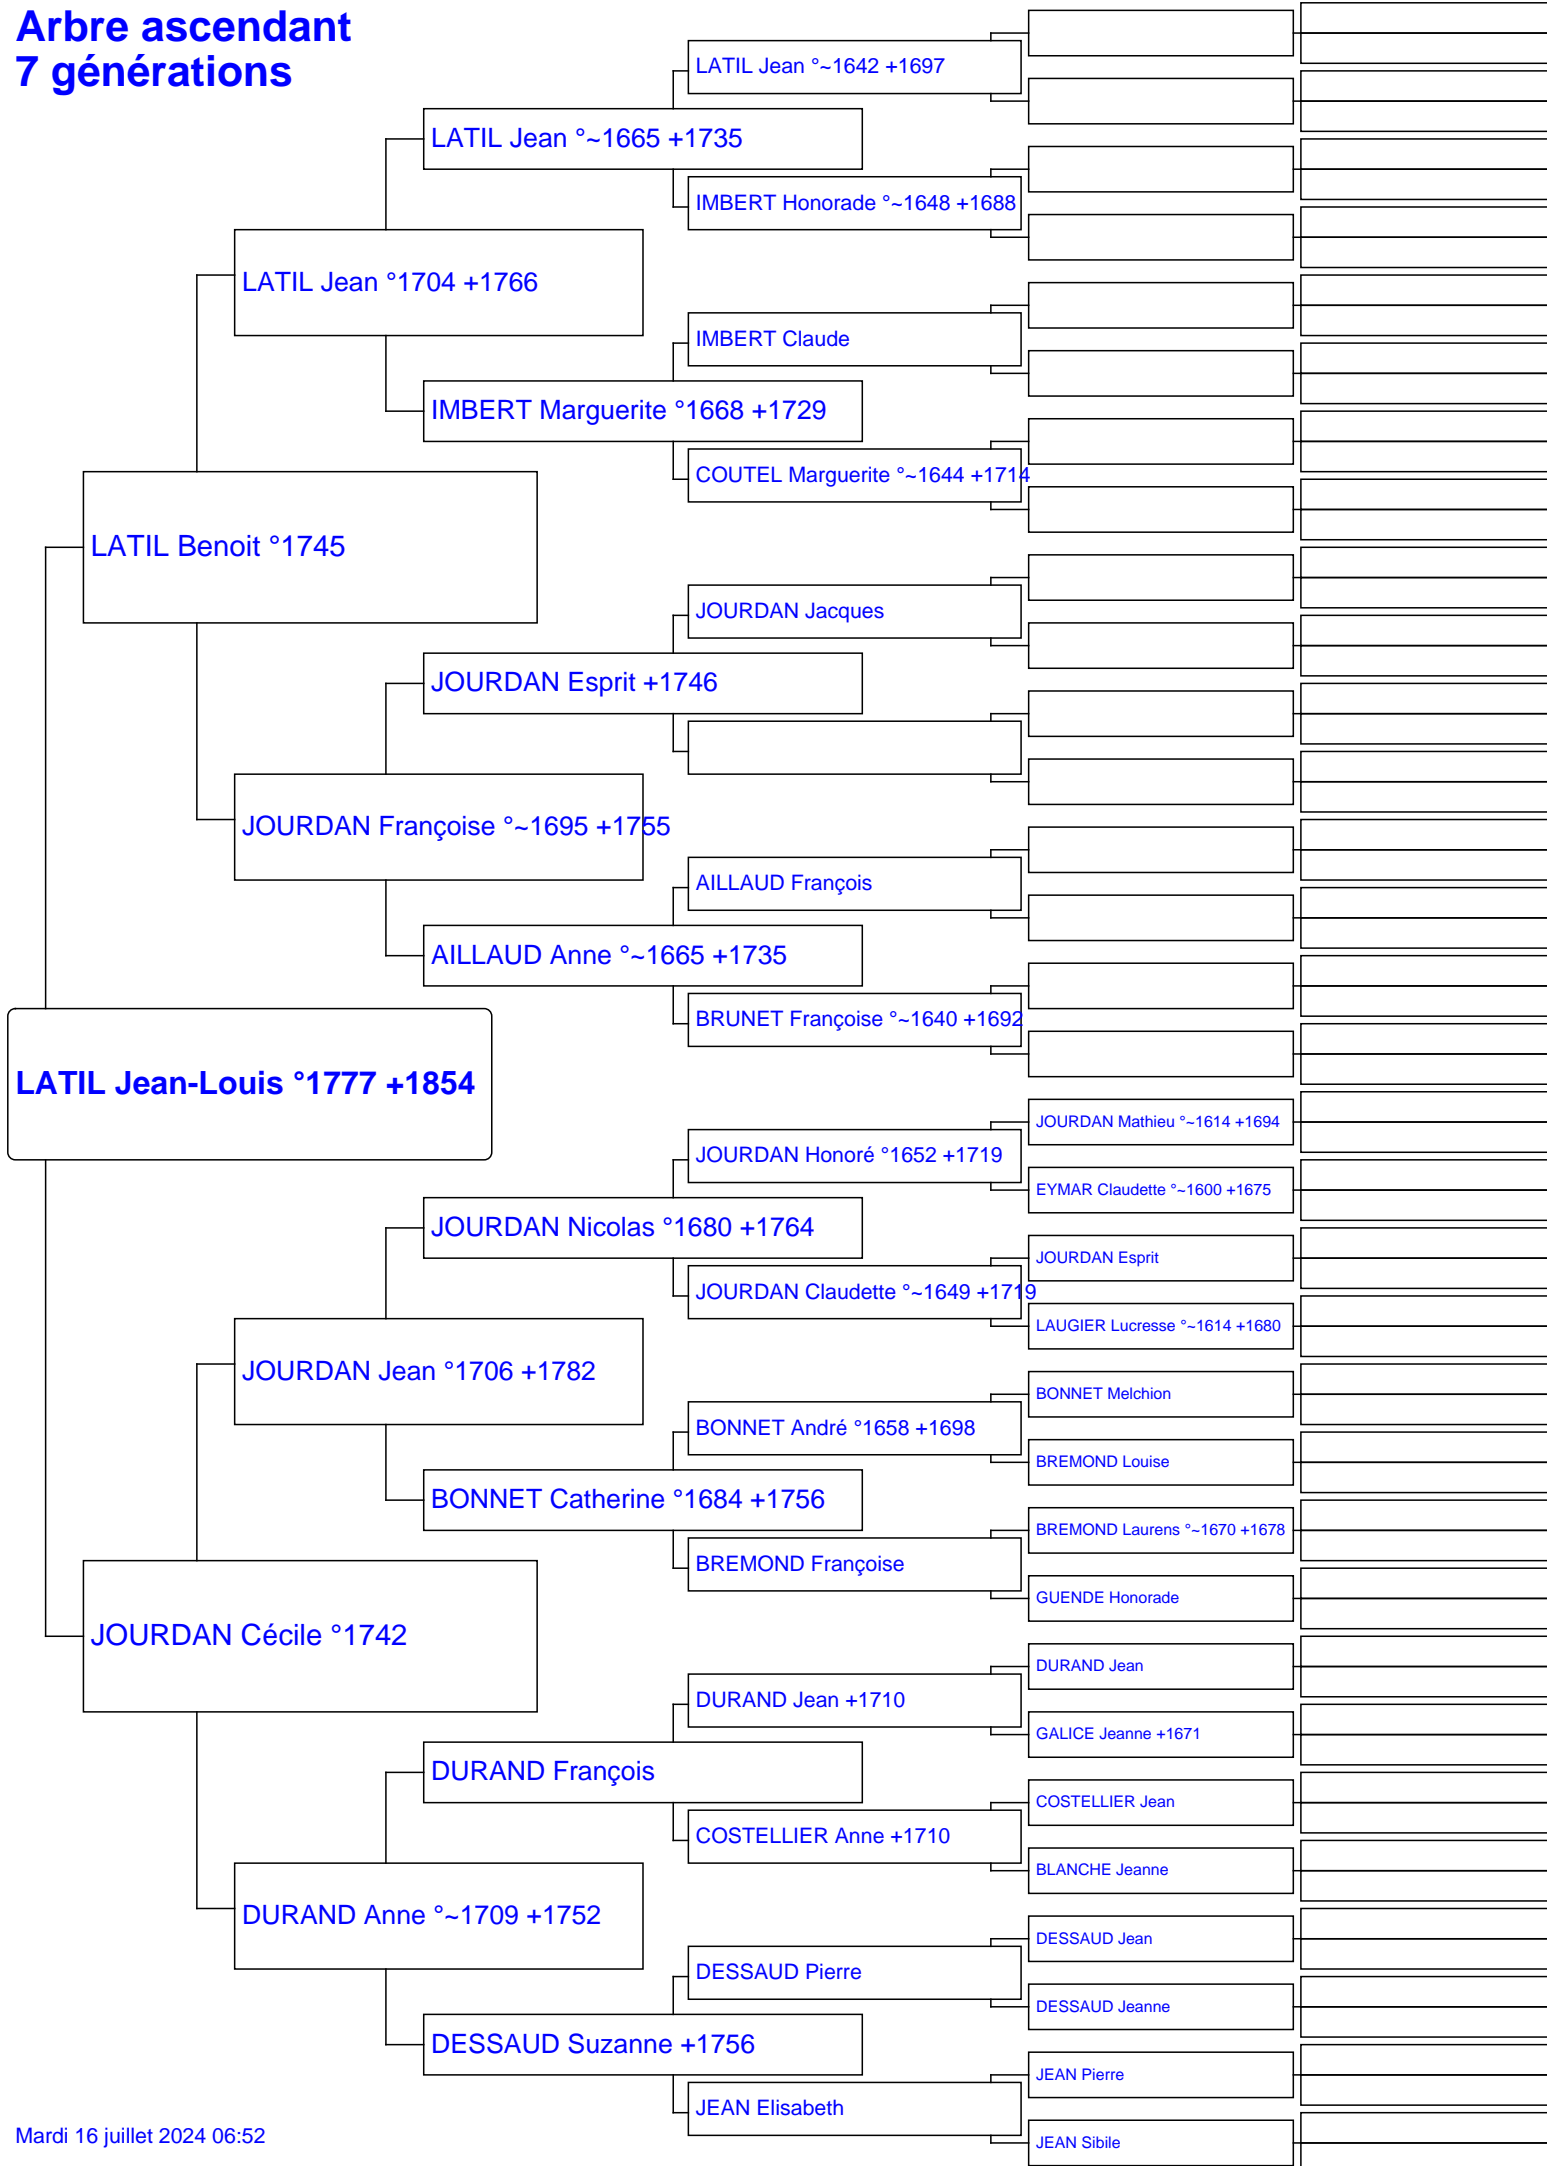 Arbre ascendant
7 générations
LATIL Jean °~1642 +1697
LATIL Jean °~1665 +1735
IMBERT Honorade °~1648 +1688
LATIL Jean °1704 +1766
IMBERT Claude
IMBERT Marguerite °1668 +1729
COUTEL Marguerite °~1644 +1714
LATIL Benoit °1745
JOURDAN Jacques
JOURDAN Esprit +1746
JOURDAN Françoise °~1695 +1755
AILLAUD François
AILLAUD Anne °~1665 +1735
BRUNET Françoise °~1640 +1692
LATIL Jean-Louis °1777 +1854
JOURDAN Mathieu °~1614 +1694
JOURDAN Honoré °1652 +1719
EYMAR Claudette °~1600 +1675
JOURDAN Nicolas °1680 +1764
JOURDAN Esprit
JOURDAN Claudette °~1649 +1719
LAUGIER Lucresse °~1614 +1680
JOURDAN Jean °1706 +1782
BONNET Melchion
BONNET André °1658 +1698
BREMOND Louise
BONNET Catherine °1684 +1756
BREMOND Laurens °~1670 +1678
BREMOND Françoise
GUENDE Honorade
JOURDAN Cécile °1742
DURAND Jean
DURAND Jean +1710
GALICE Jeanne +1671
DURAND François
COSTELLIER Jean
COSTELLIER Anne +1710
BLANCHE Jeanne
DURAND Anne °~1709 +1752
DESSAUD Jean
DESSAUD Pierre
DESSAUD Jeanne
DESSAUD Suzanne +1756
JEAN Pierre
JEAN Elisabeth
JEAN Sibile
Mardi 16 juillet 2024 06:52